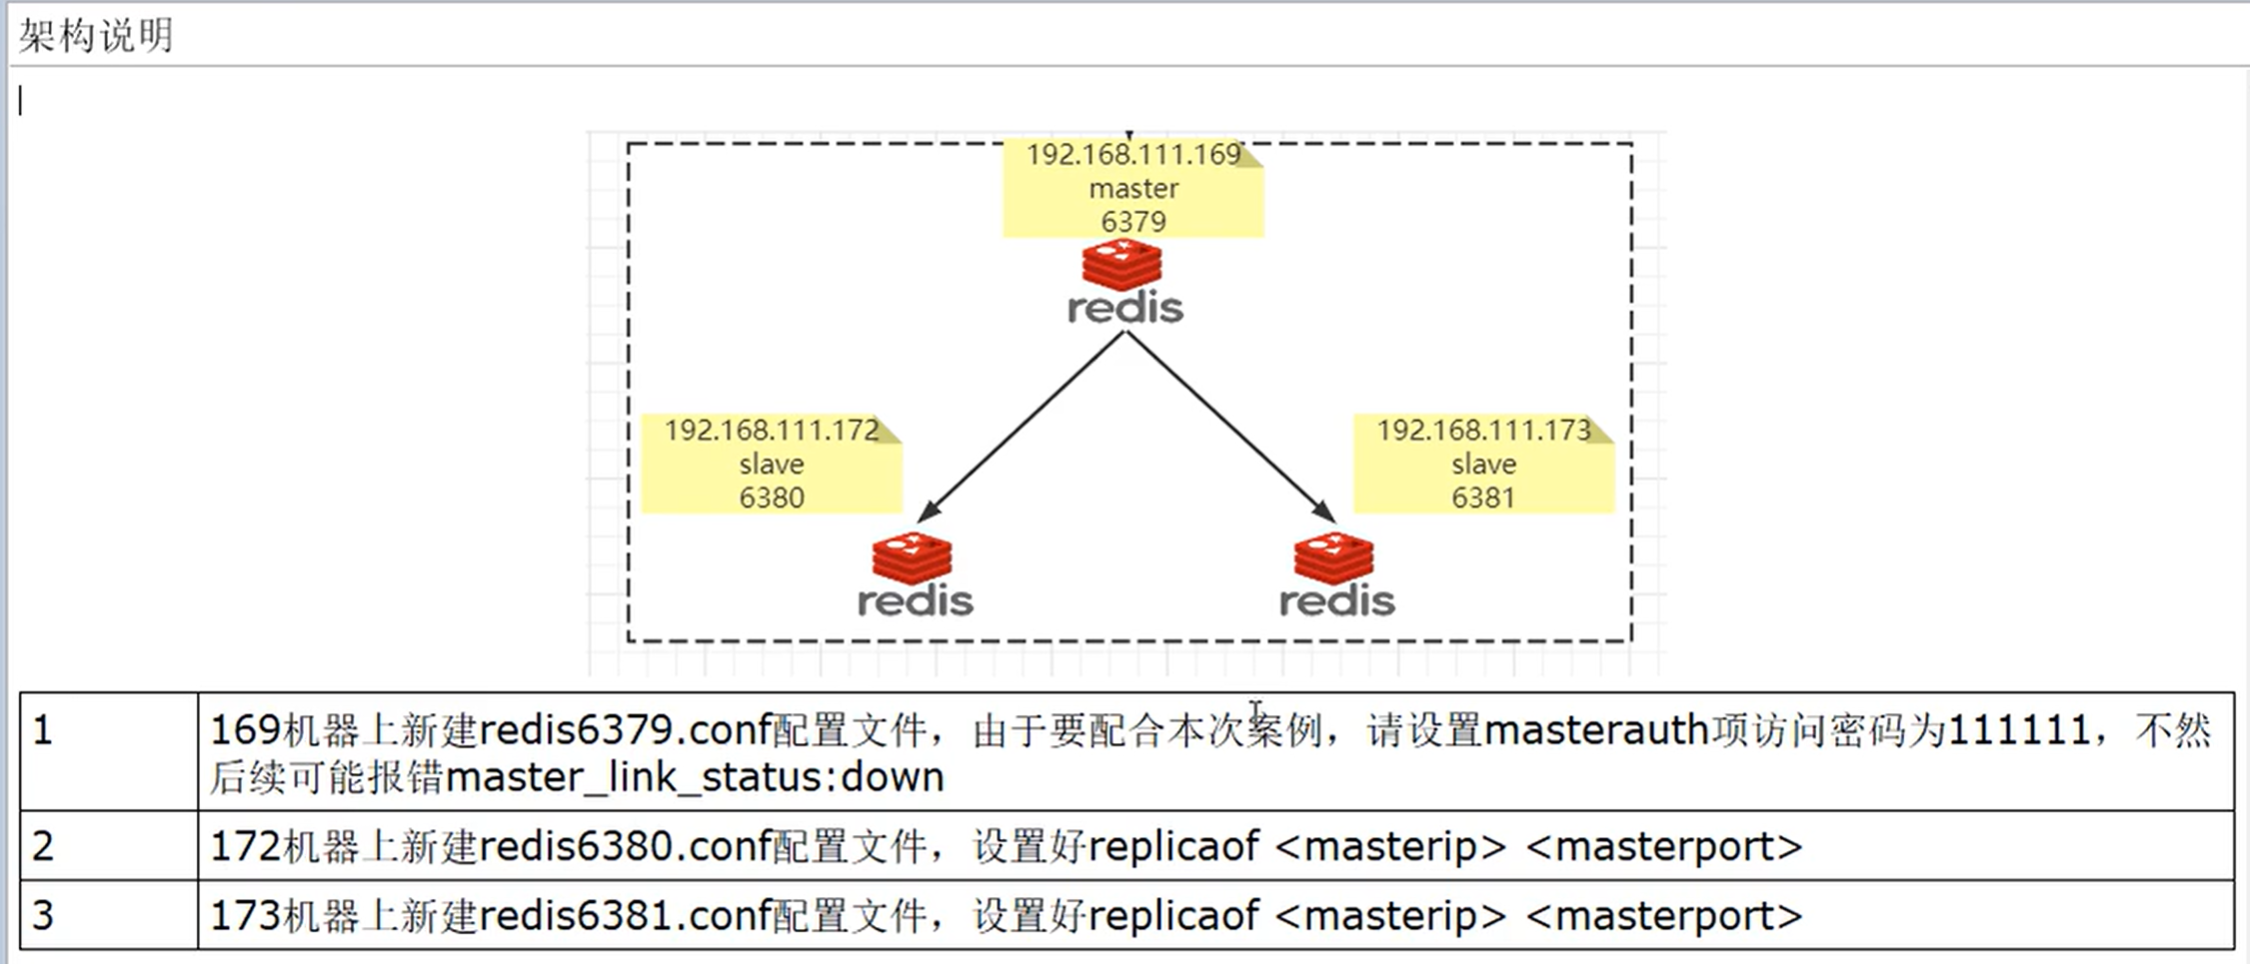 架构说明
192.168.111.169
master
6379
redis
192.168.111.172
slave
6380
192.168.111.173
slave
6381
redis
redis
1
169机器上新建redis6379.conf配置文件，由于要配合本次案例，请设置masterauth项访问密码为111111，不然
后续可能报错master_link_status:down
2
172机器上新建redis6380.conf配置文件，设置好replicaof <masterip> <masterport>
3
173机器上新建redis6381.conf配置文件，设置好replicaof <masterip> <masterport>